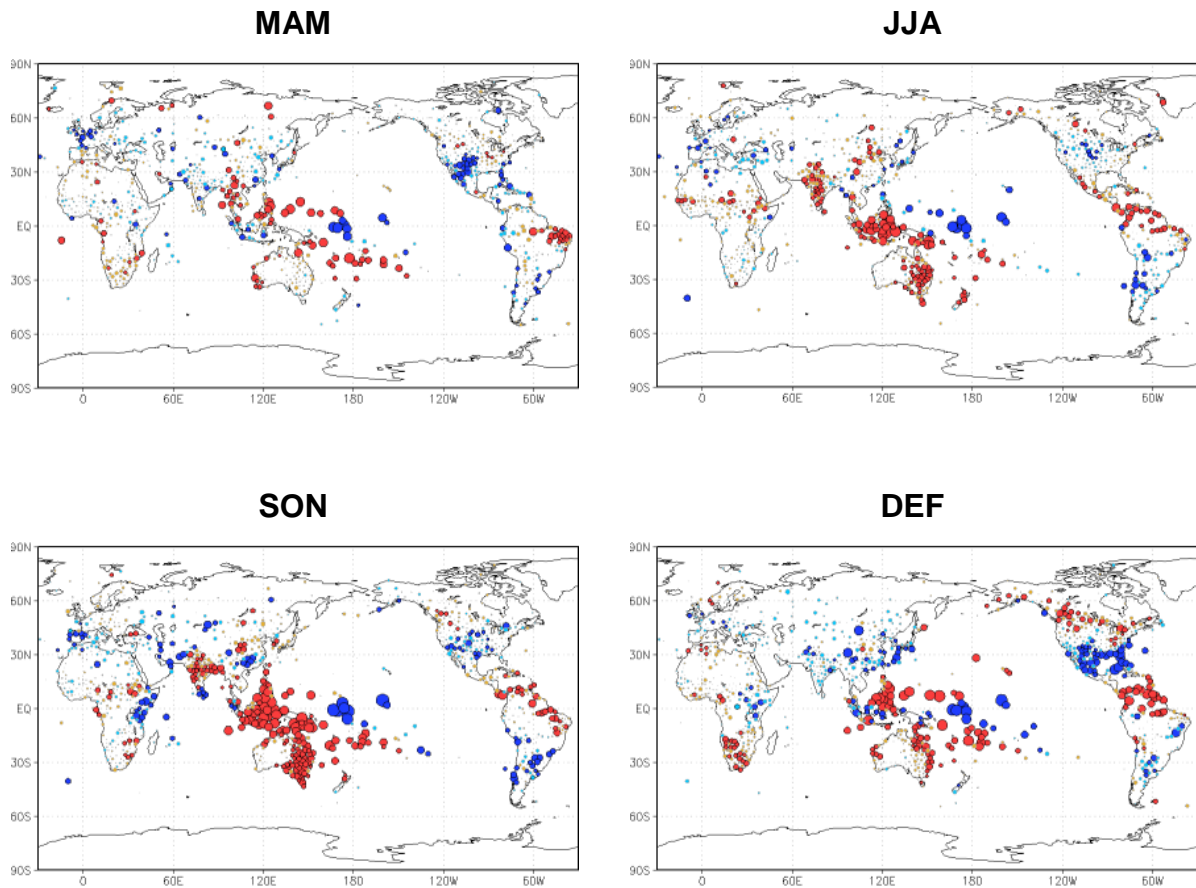 MAM JJA
90N 90N
60N 60N
30N 30N
EQ EQ
30S 30S
60S 60S
90S 90S
0 60E 120E 180 120W 60W 0 60E 120E 180 120W 60W
SON DEF
90N 90N
60N 60N
30N 30N
EQ EQ
30S 30S
60S 60S
90S 90S
0 60E 120E 180 120W 60W 0 60E 120E 180 120W 60W